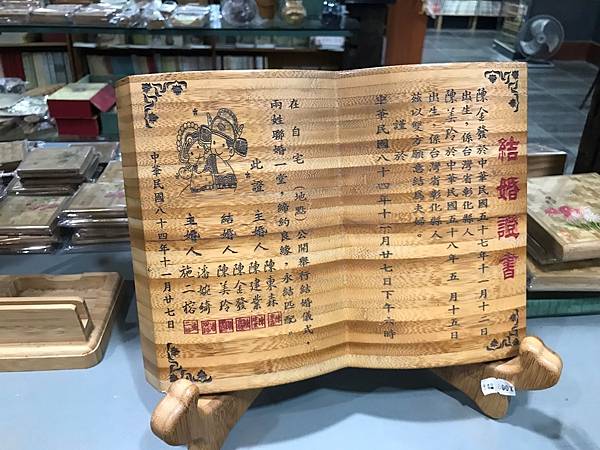 結婚證書
陳金發於中華民國五十七年十一月十二日
出生，係台灣省彰化縣人
陳美玲於中華民國五十八年五月十五日
出生，係台灣省彰化縣人
茲以雙方願意結為夫婦。
謹於
中華民國八十四年十一月廿七日下午六時
在自宅（地點）公開舉行結婚儀式，
兩姓聯婚一堂，締約良緣，永結匹配。
此證
主婚人 陳東森
陳建業
結婚人 陳金發
陳美玲
主婚人 潘婉琦
施二榕
中華民國八十四年十一月廿七日